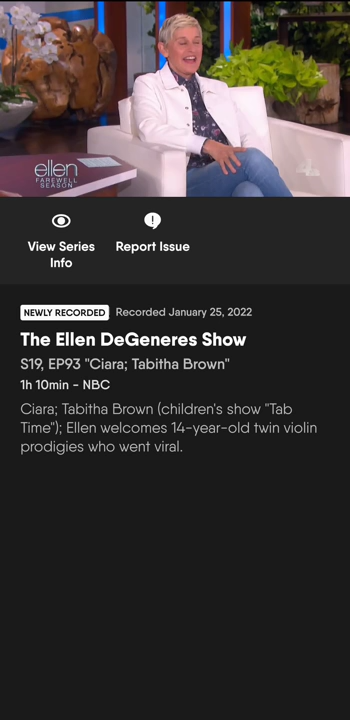 ellen
FAREWELL
SEASON
View Series
Info
Report Issue
NEWLY RECORDED Recorded January 25, 2022
The Ellen DeGeneres Show
S19, EP93 "Ciara; Tabitha Brown"
1h 10min - NBC
Ciara; Tabitha Brown (children's show "Tab
Time"); Ellen welcomes 14-year-old twin violin
prodigies who went viral.